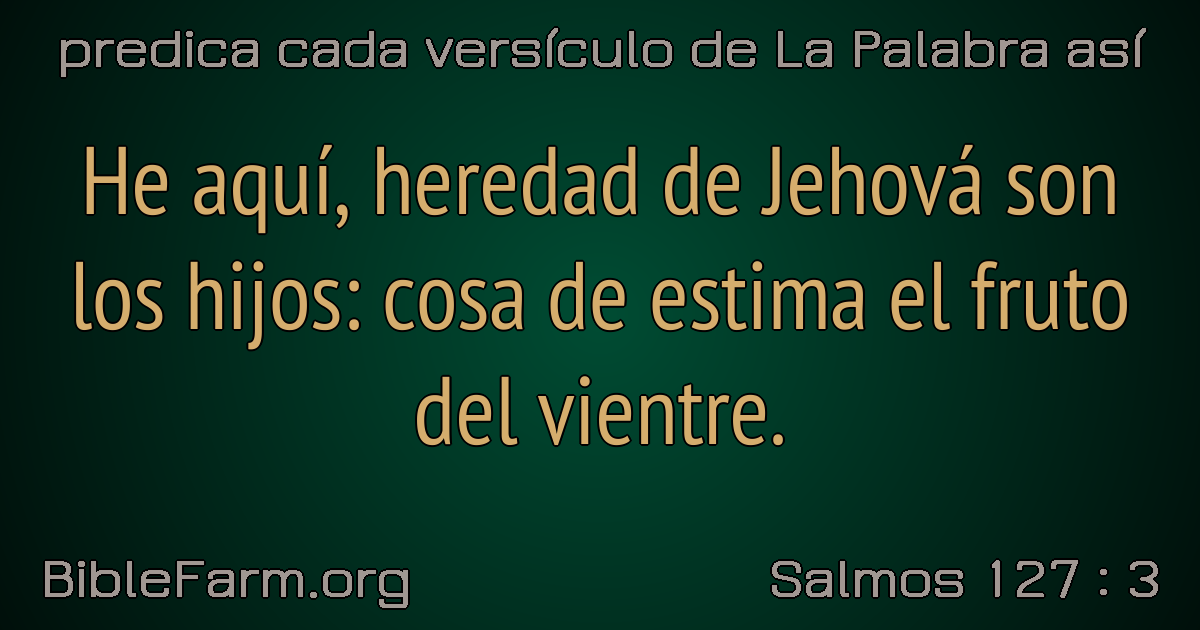 predica cada versículo de La Palabra así
He aquí, heredad de Jehová son
los hijos: cosa de estima el fruto
del vientre.
BibleFarm.org
Salmos 127 : 3